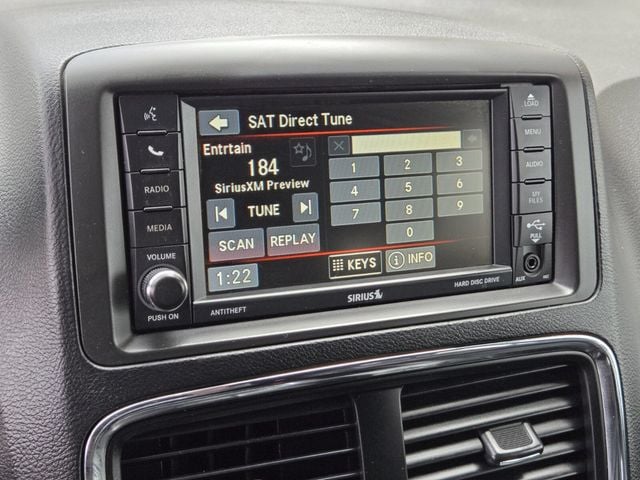 LOAD
MENU
AUDIO
MY FILES
PULL
AUX
RADIO
MEDIA
VOLUME
PUSH ON
SAT Direct Tune
Entrtain
184
SiriusXM Preview
TUNE
SCAN REPLAY
1 2 3
4 5 6
7 8 9
0
1:22
KEYS
INFO
ANTITHEFT
SIRIUS
HARD DISC DRIVE